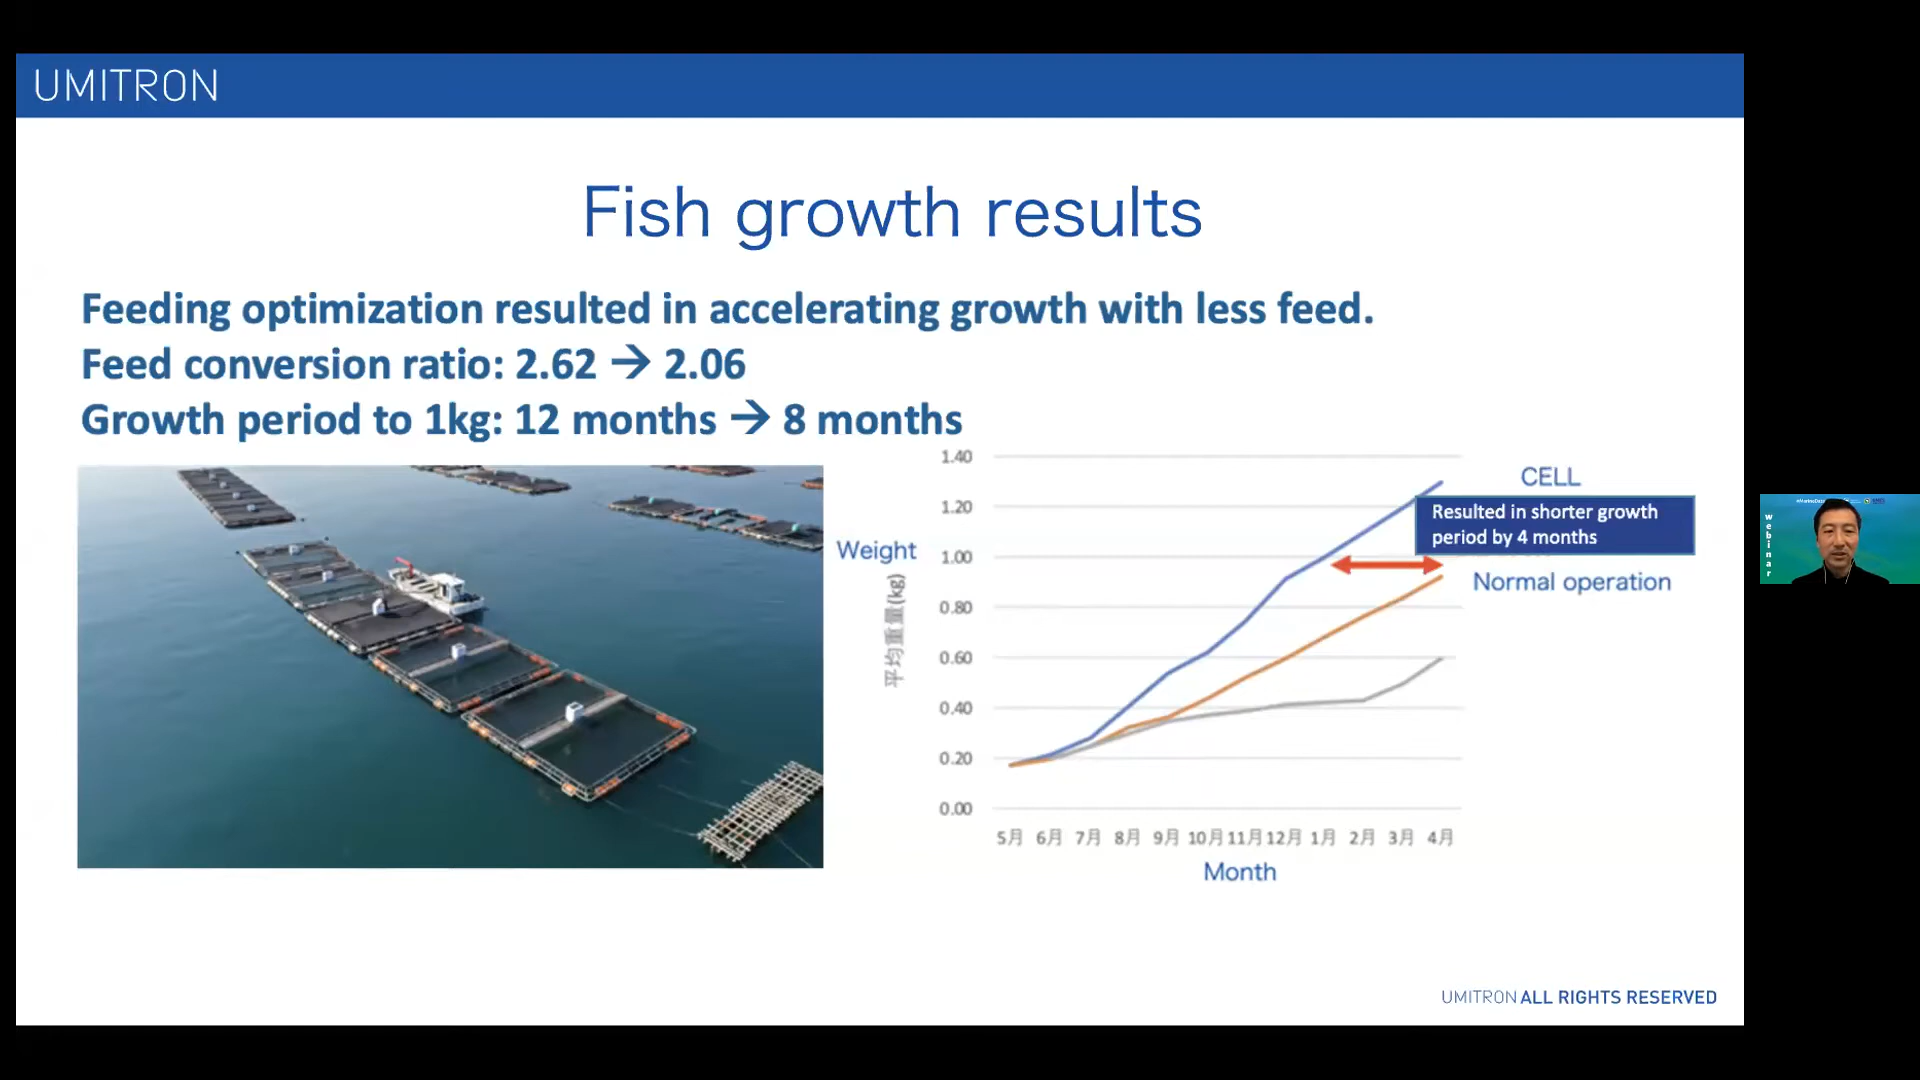 UMITRON
Fish growth results
Feeding optimization resulted in accelerating growth with less feed.
Feed conversion ratio: 2.62 → 2.06
Growth period to 1kg: 12 months → 8 months
1.40
1.20
1.00
0.80
0.60
0.40
0.20
0.00
Weight
平均重量(kg)
CELL
Resulted in shorter growth
period by 4 months
Normal operation
5月 6月 7月 8月 9月 10月 11月 12月 1月 2月 3月 4月
Month
UMITRON ALL RIGHTS RESERVED
webinar